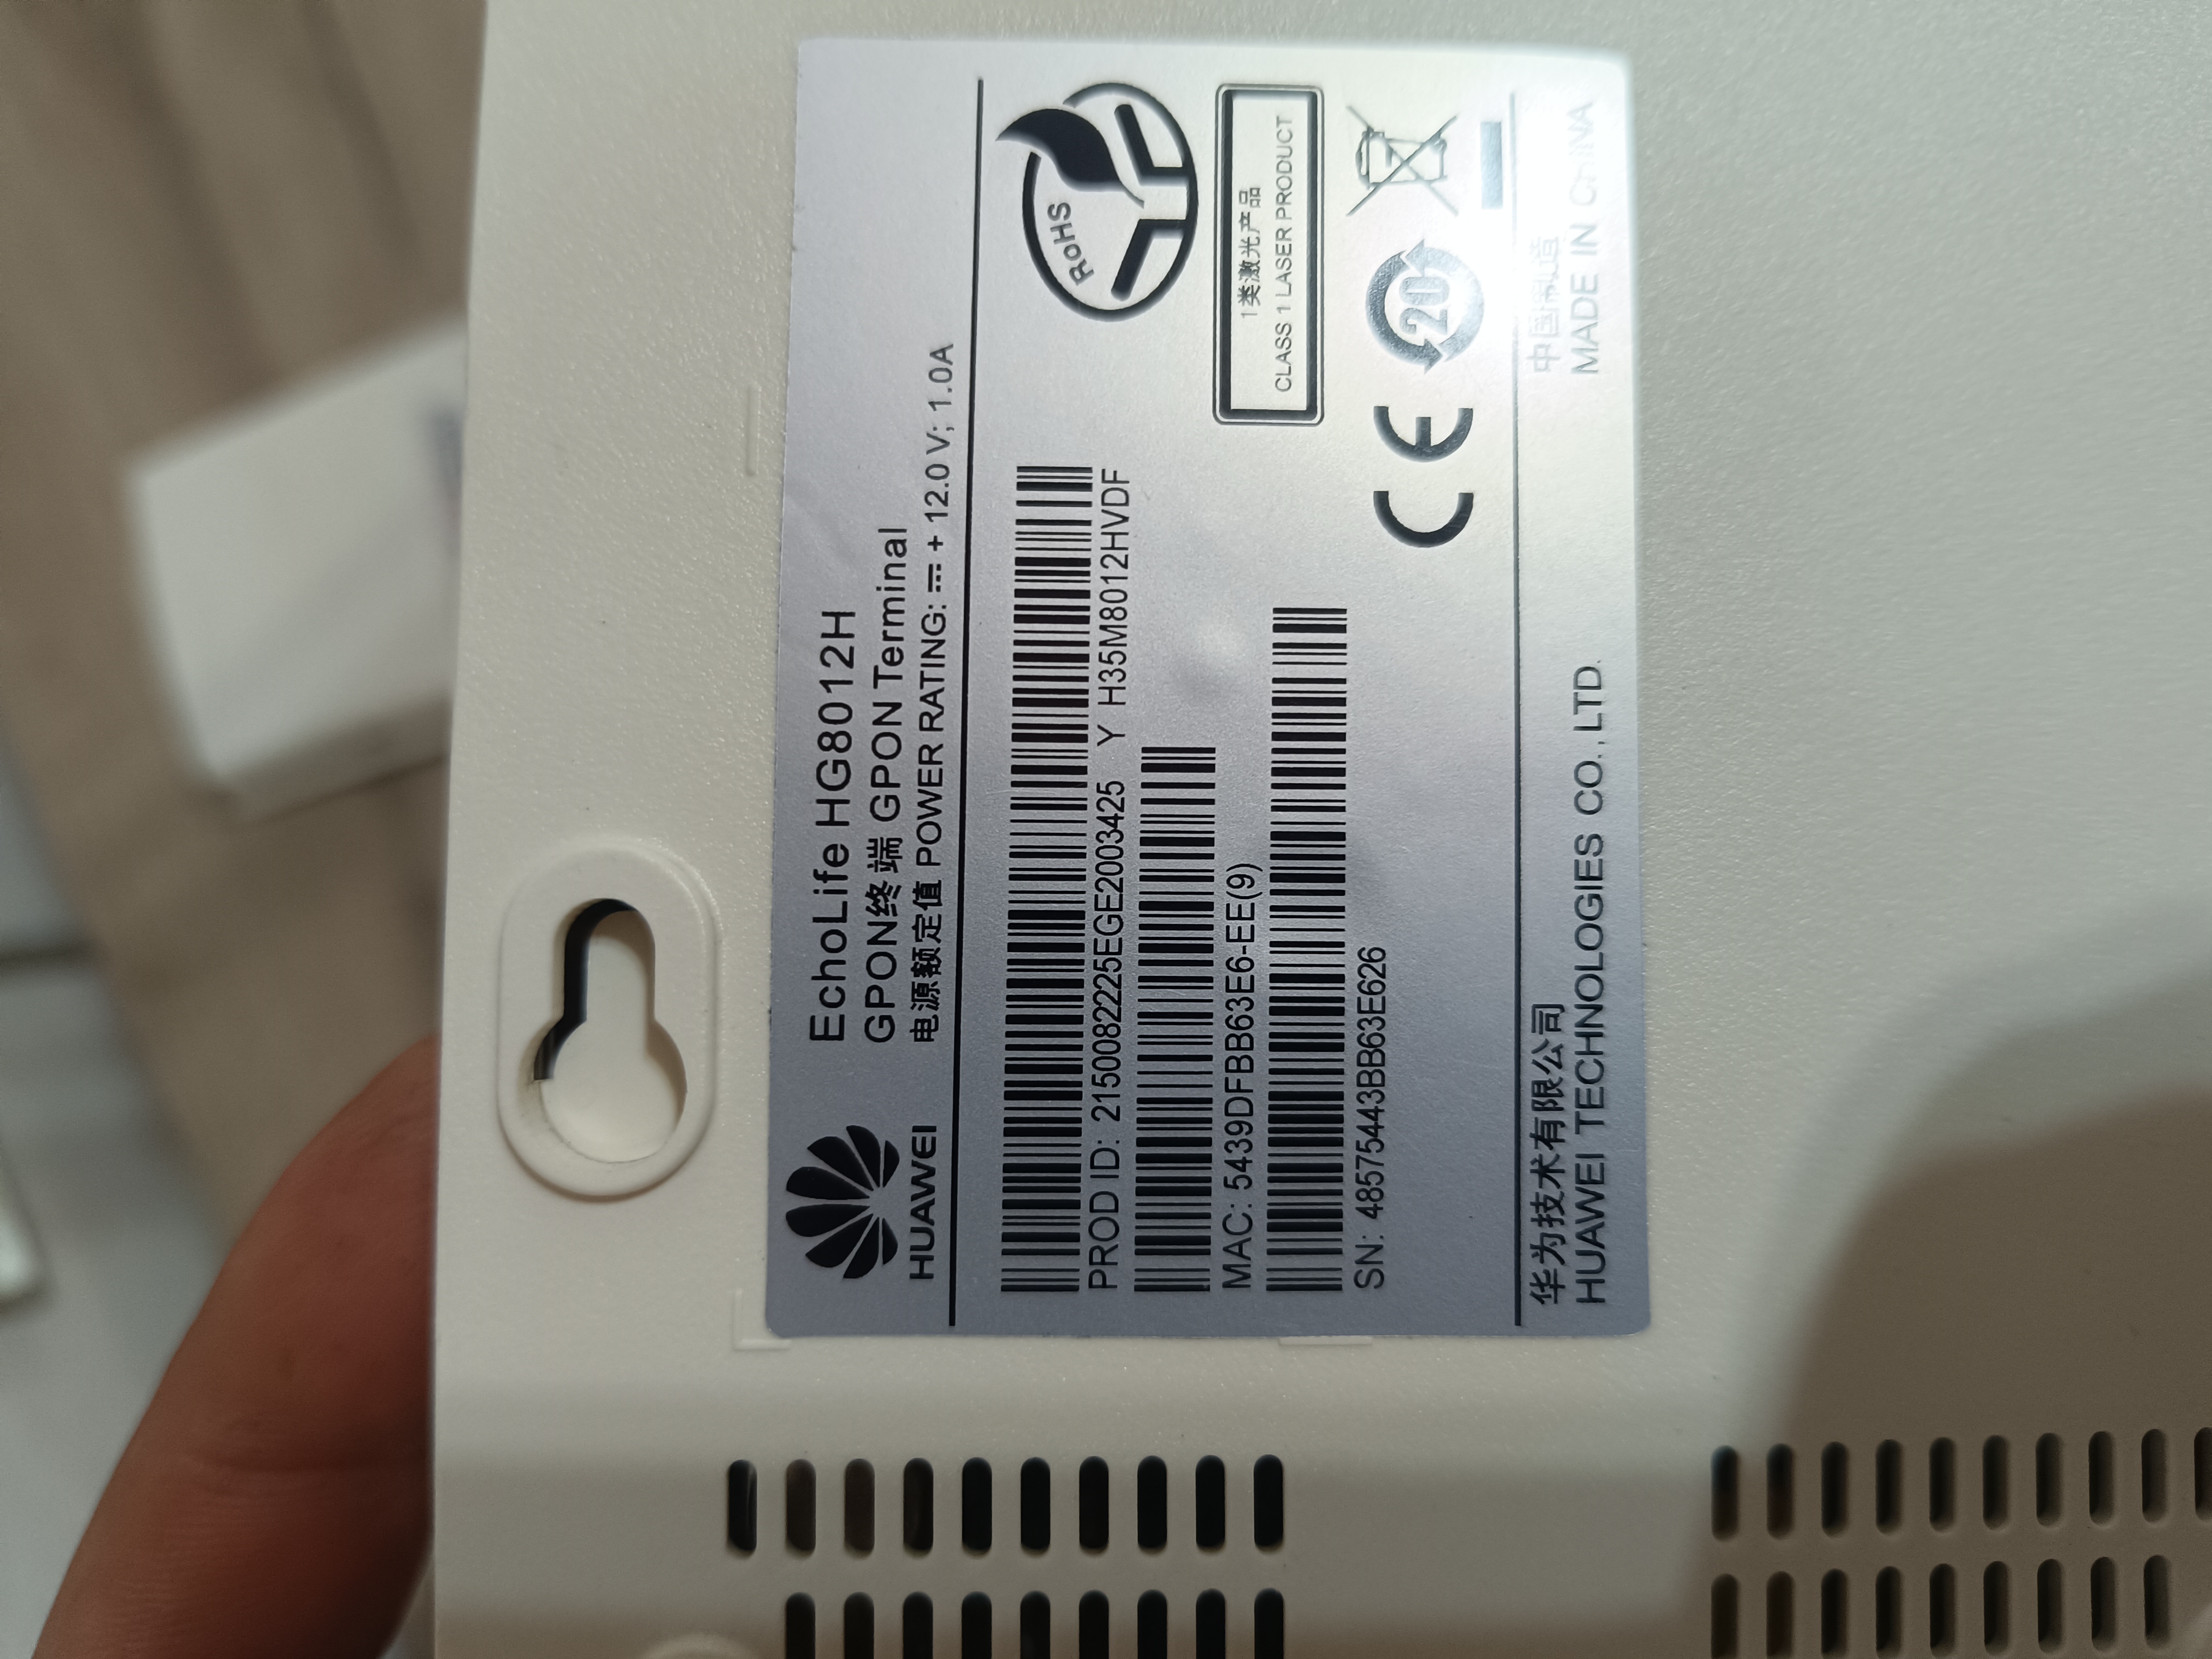 HUAWEI
EchoLife HG8012H
GPON终端 GPON Terminal
电源额定值 POWER RATING: ⎓ + 12.0 V; 1.0A
PROD ID: 2150082225EGE2003425 Y H35M8012HVDF
MAC: 5439DFBB63E6-EE(9)
SN: 48575443BB63E626
RoHS
1类激光产品
CLASS 1 LASER PRODUCT
CE
20
华为技术有限公司
HUAWEI TECHNOLOGIES CO., LTD.
中国制造
MADE IN CHINA